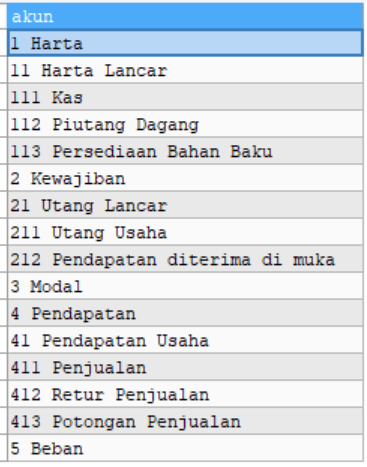 akun
1 Harta
11 Harta Lancar
111 Kas
112 Piutang Dagang
113 Persediaan Bahan Baku
2 Kewajiban
21 Utang Lancar
211 Utang Usaha
212 Pendapatan diterima di muka
3 Modal
4 Pendapatan
41 Pendapatan Usaha
411 Penjualan
412 Retur Penjualan
413 Potongan Penjualan
5 Beban